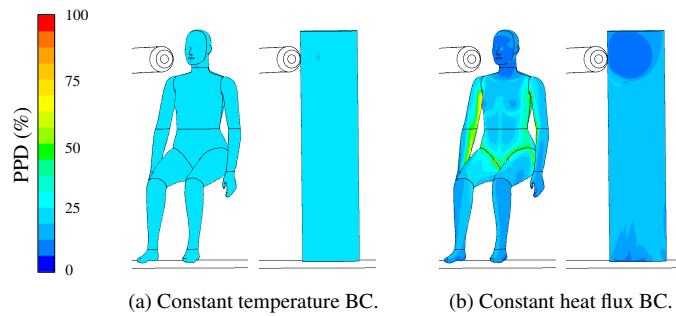 PPD (%)
100
75
50
25
0
(a) Constant temperature BC.
(b) Constant heat flux BC.